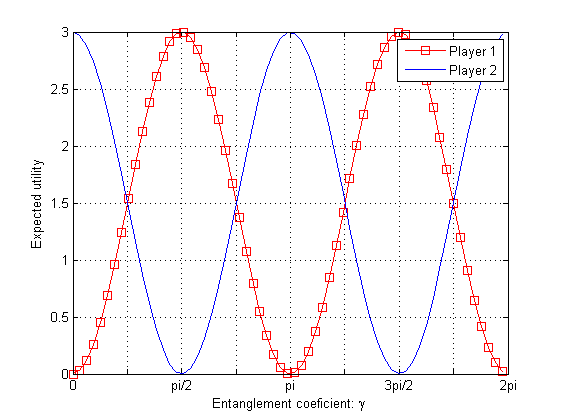 3
2.5
2
1.5
1
0.5
0
Expected utility
Player 1
Player 2
0 pi/2 pi 3pi/2 2pi
Entanglement coeficient: γ